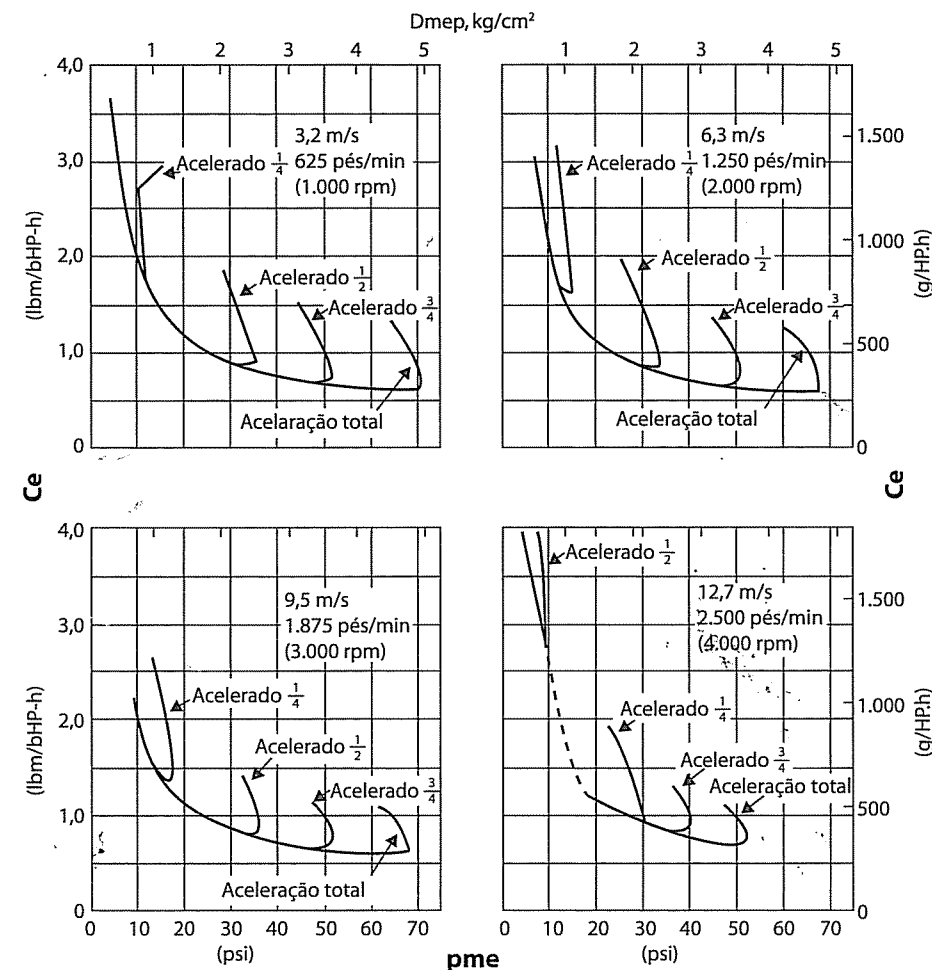 Dmep, kg/cm²
1 2 3 4 5
1 2 3 4 5
4,0
3,0
2,0
1,0
0
(lbm/bHP-h)
3,2 m/s
625 pés/min
(1.000 rpm)
Acelerado 1/4
Acelerado 1/2
Acelerado 3/4
Acelaração total
6,3 m/s
1.250 pés/min
(2.000 rpm)
Acelerado 1/4
Acelerado 1/2
Acelerado 3/4
Aceleração total
1.500
1.000
500
0
(g/HP.h)
Ce
Ce
4,0
3,0
2,0
1,0
0
(lbm/bHP-h)
9,5 m/s
1.875 pés/min
(3.000 rpm)
Acelerado 1/4
Acelerado 1/2
Acelerado 3/4
Aceleração total
0 10 20 30 40 50 60 70
(psi)
Acelerado 1/2
12,7 m/s
2.500 pés/min
(4.000 rpm)
Acelerado 1/4
Acelerado 3/4
Aceleração total
1.500
1.000
500
0
(g/HP.h)
0 10 20 30 40 50 60 70
(psi)
pme